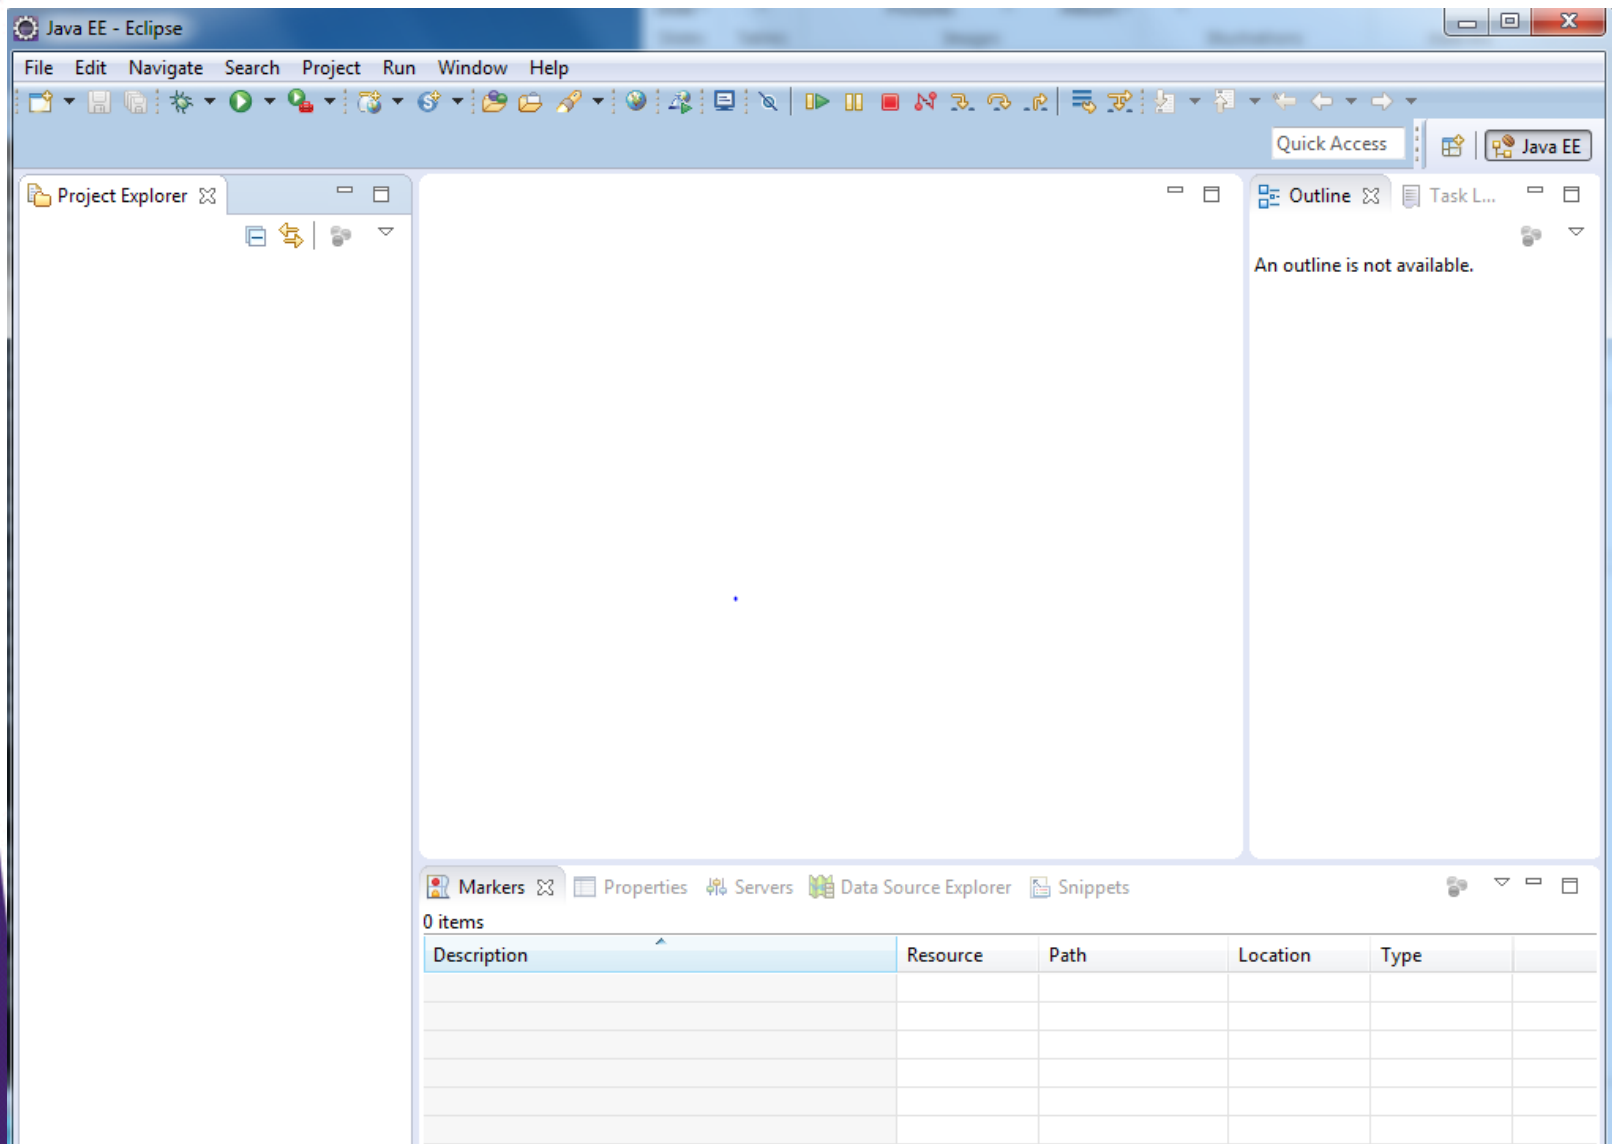 Java EE - Eclipse
File Edit Navigate Search Project Run Window Help
Quick Access
Java EE
Project Explorer
Outline Task L...
An outline is not available.
Markers Properties Servers Data Source Explorer Snippets
0 items
Description Resource Path Location Type